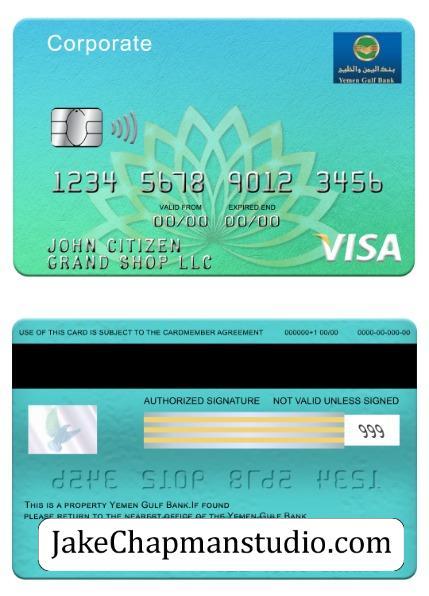 Corporate
بنك اليمن والخليج
Yemen Gulf Bank
1234 5678 9012 3456
VALID FROM EXPIRED END
00/00 00/00
JOHN CITIZEN
GRAND SHOP LLC
VISA
USE OF THIS CARD IS SUBJECT TO THE CARDMEMBER AGREEMENT 000000+1 00/00 0000-00-000-00
AUTHORIZED SIGNATURE NOT VALID UNLESS SIGNED
999
THIS IS A PROPERTY YEMEN GULF BANK.IF FOUND
PLEASE RETURN TO THE NEAREST OFFICE OF THE YEMEN GULF BANK
JakeChapmanstudio.com